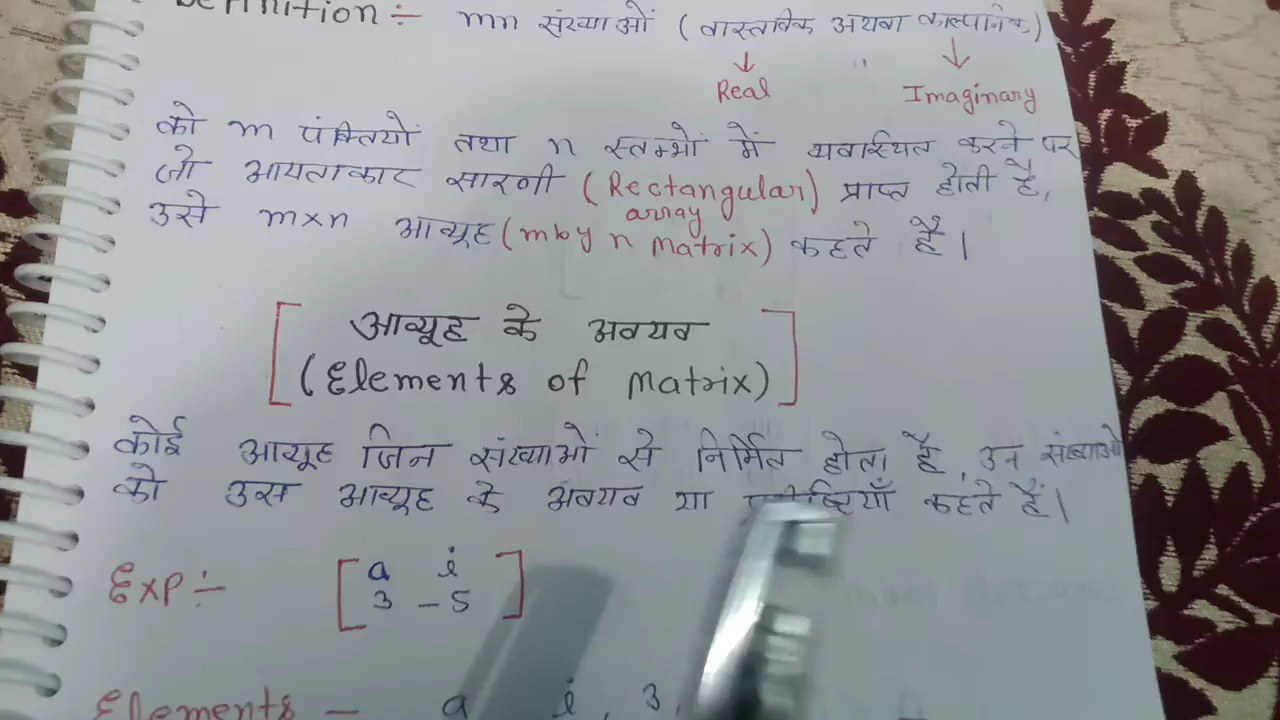 Definition :- mn संख्याओं ( वास्तविक अथवा काल्पनिक )
Real Imaginary
को m पंक्तियों तथा n स्तम्भों में व्यवस्थित करने पर
जो आयताकार सारणी (Rectangular array) प्राप्त होती है,
उसे m×n आव्यूह (m by n matrix) कहते है।
[ आव्यूह के अवयव
(Elements of matrix) ]
कोई आव्यूह जिन संख्याओं से निर्मित होता है, उन संख्याओ
को उस आव्यूह के अवयव या कहते हैं।
Exp :- [ a i
3 -5 ]
Elements - a i, 3,